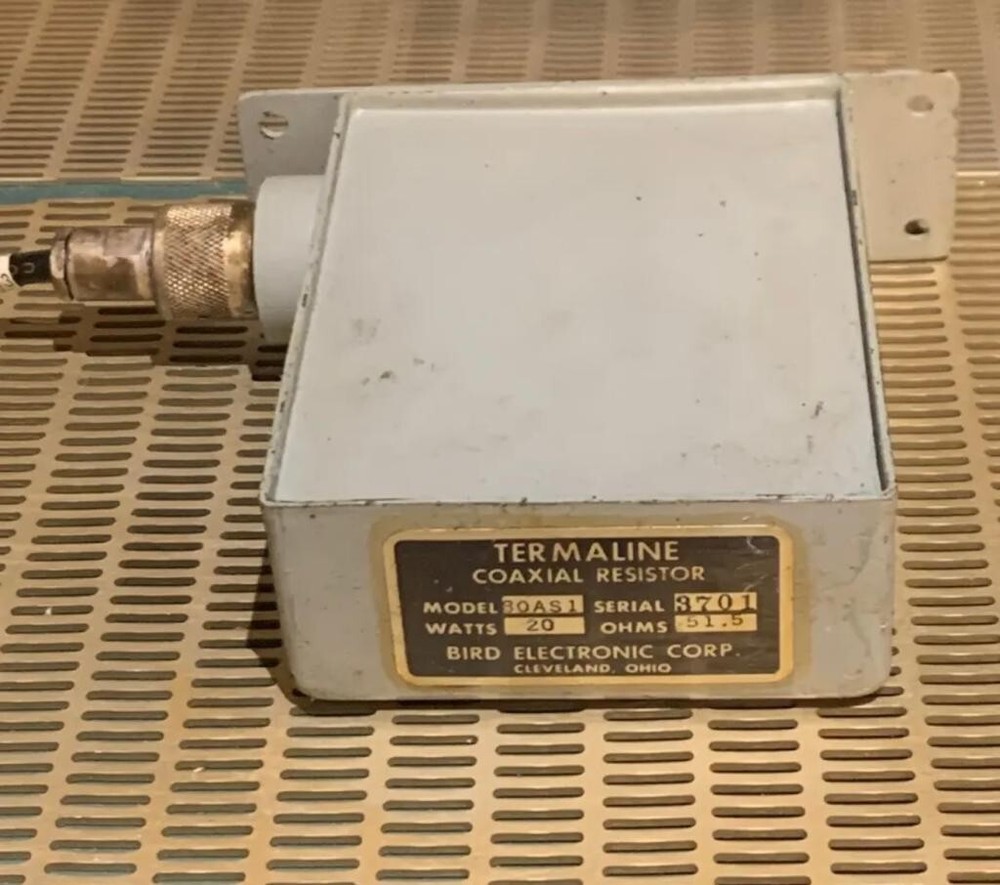 TERMALINE
COAXIAL RESISTOR
MODEL 80AS1 SERIAL 3701
WATTS 20 OHMS 51.5
BIRD ELECTRONIC CORP.
CLEVELAND, OHIO